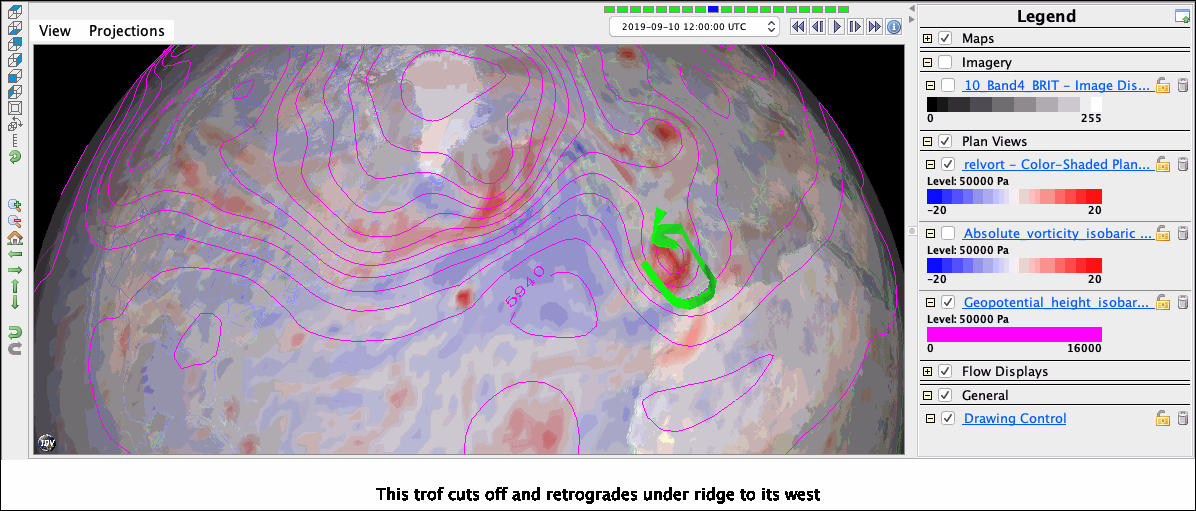 View Projections
2019-09-10 12:00:00 UTC
Legend
Maps
Imagery
10_Band4_BRIT – Image Dis...
0 255
Plan Views
relvort – Color-Shaded Plan...
Level: 50000 Pa
-20 20
Absolute_vorticity_isobaric ...
Level: 50000 Pa
-20 20
Geopotential_height_isobar...
Level: 50000 Pa
0 16000
Flow Displays
General
Drawing Control
5940
IDV
This trof cuts off and retrogrades under ridge to its west